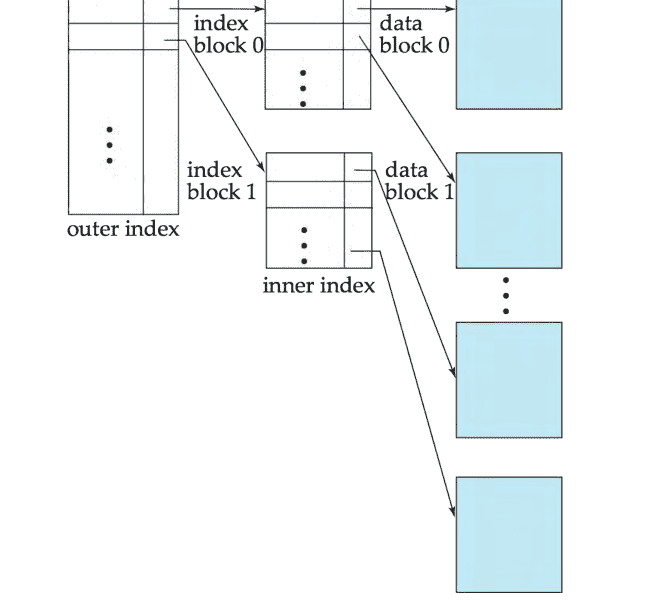 index
block 0
data
block 0
index
block 1
data
block 1
outer index
inner index